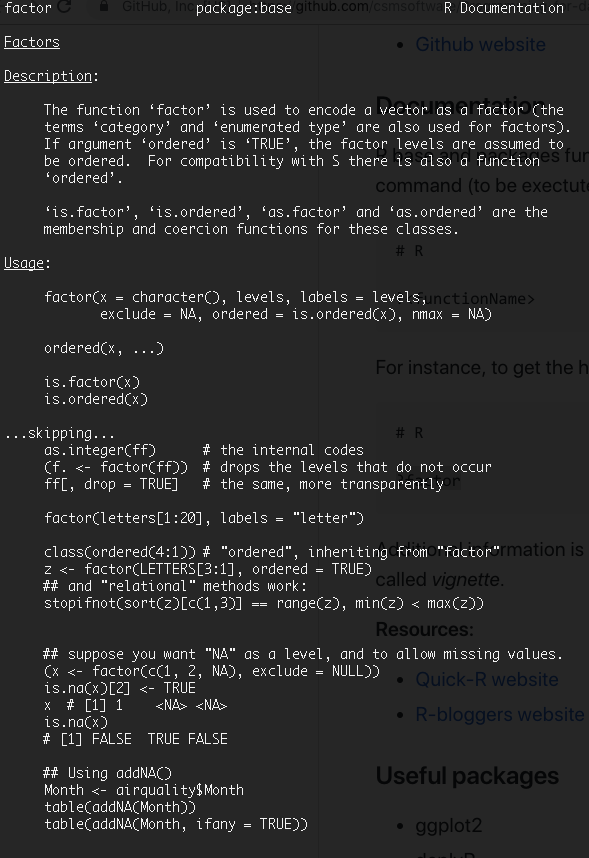 factor package:base R Documentation
GitHub, Inc
github.com/csmsoftwar
Factors
Github website
Description:
Documentation
The function ‘factor’ is used to encode a vector as a factor (the
terms ‘category’ and ‘enumerated type’ are also used for factors).
If argument ‘ordered’ is ‘TRUE’, the factor levels are assumed to
be ordered.  For compatibility with S there is also a function
‘ordered’.
command (to be exectute
‘is.factor’, ‘is.ordered’, ‘as.factor’ and ‘as.ordered’ are the
membership and coercion functions for these classes.
# R
Usage:
factor(x = character(), levels, labels = levels,
exclude = NA, ordered = is.ordered(x), nmax = NA)
ordered(x, ...)
For instance, to get the h
is.factor(x)
is.ordered(x)
...skipping...
# R
as.integer(ff)      # the internal codes
(f. <- factor(ff))  # drops the levels that do not occur
ff[, drop = TRUE]   # the same, more transparently
factor(letters[1:20], labels = "letter")
class(ordered(4:1)) # "ordered", inheriting from "factor"
Additional information is
z <- factor(LETTERS[3:1], ordered = TRUE)
## and "relational" methods work:
called vignette.
stopifnot(sort(z)[c(1,3)] == range(z), min(z) < max(z))
Resources:
## suppose you want "NA" as a level, and to allow missing values.
(x <- factor(c(1, 2, NA), exclude = NULL))
Quick-R website
is.na(x)[2] <- TRUE
x  # [1] 1    <NA> <NA>
R-bloggers website
is.na(x)
# [1] FALSE  TRUE FALSE
## Using addNA()
Useful packages
Month <- airquality$Month
table(addNA(Month))
table(addNA(Month, ifany = TRUE))
ggplot2